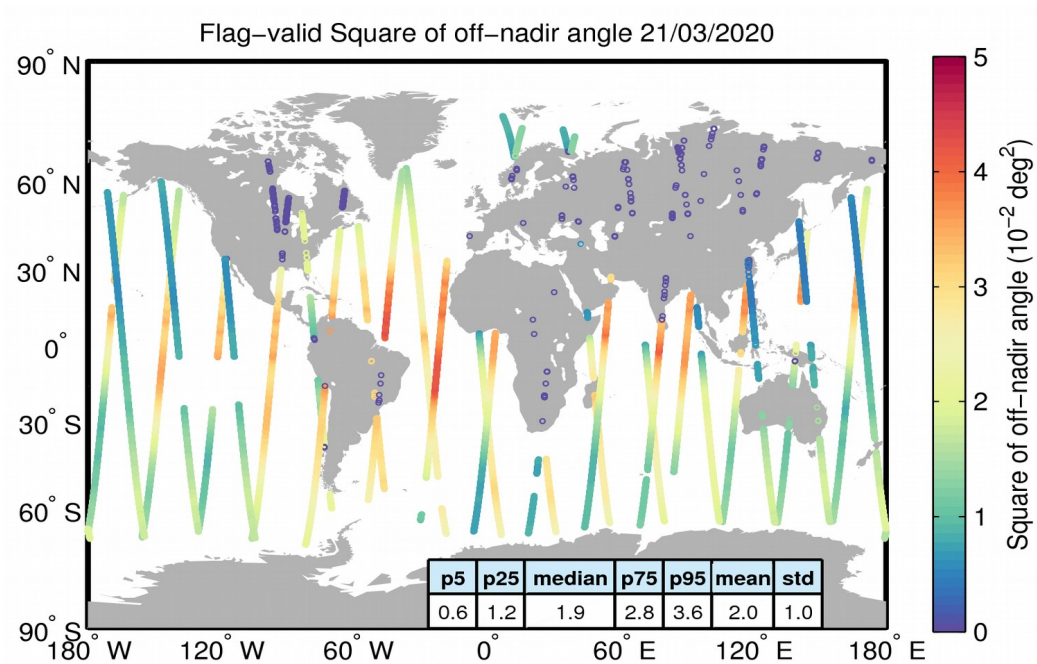 Flag−valid Square of off−nadir angle 21/03/2020
90° N
60° N
30° N
0°
30° S
60° S
90° S
180° W
120° W
60° W
0°
60° E
120° E
180° E
p5 p25 median p75 p95 mean std
0.6 1.2 1.9 2.8 3.6 2.0 1.0
5
4
3
2
1
0
Square of off−nadir angle (10⁻² deg²)